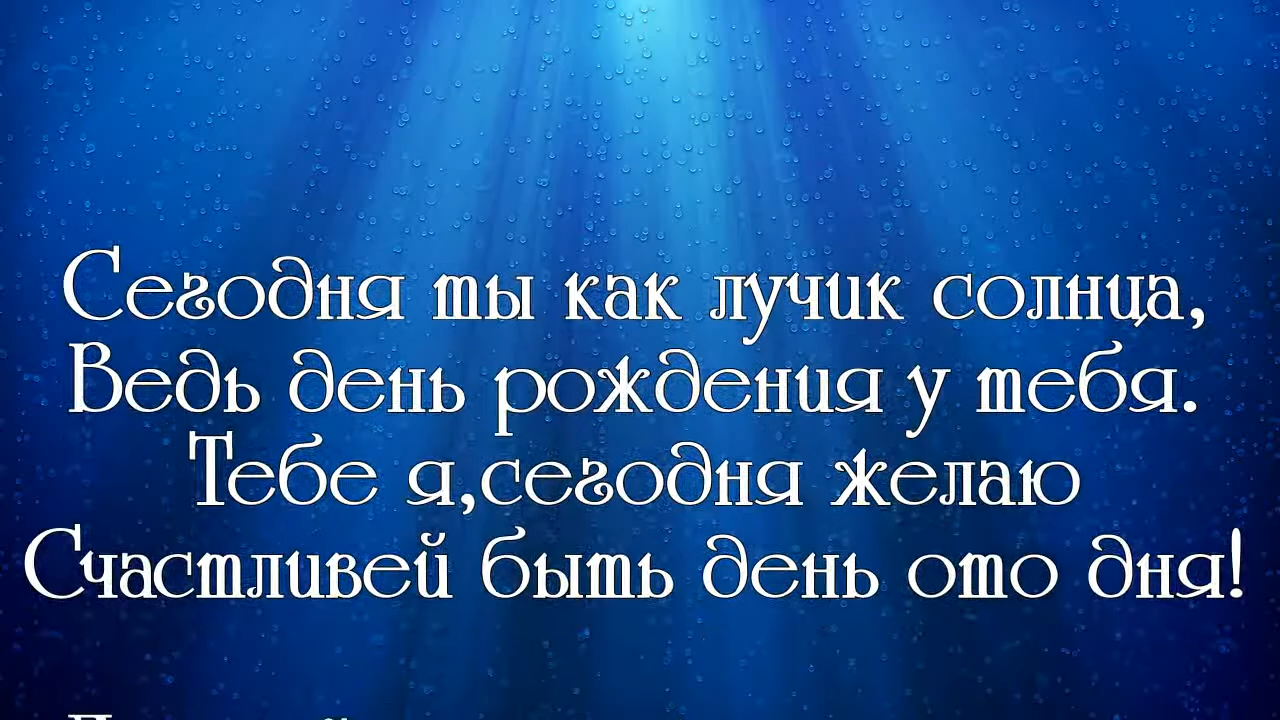 Сегодня ты как лучик солнца,
Ведь день рождения у тебя.
Тебе я,сегодня желаю
Счастливей быть день ото дня!